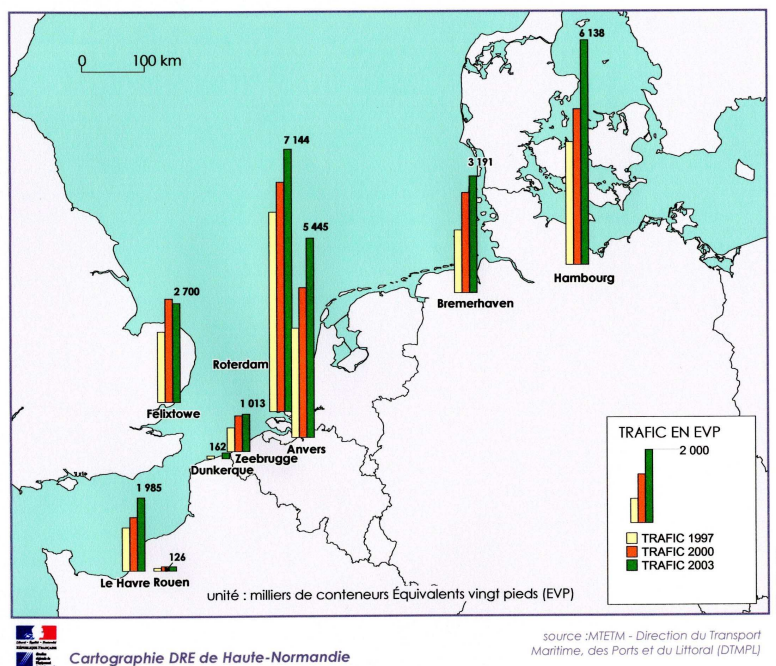 0 100 km
6 138
7 144
3 191
5 445
Hambourg
Bremerhaven
2 700
Roterdam
1 013
Félixtowe
162
Anvers
Zeebrugge
Dunkerque
1 985
126
Le Havre Rouen
TRAFIC EN EVP
2 000
TRAFIC 1997
TRAFIC 2000
TRAFIC 2003
unité : milliers de conteneurs Équivalents vingt pieds (EVP)
RÉPUBLIQUE FRANÇAISE
Cartographie DRE de Haute-Normandie
source :MTETM - Direction du Transport
Maritime, des Ports et du Littoral (DTMPL)